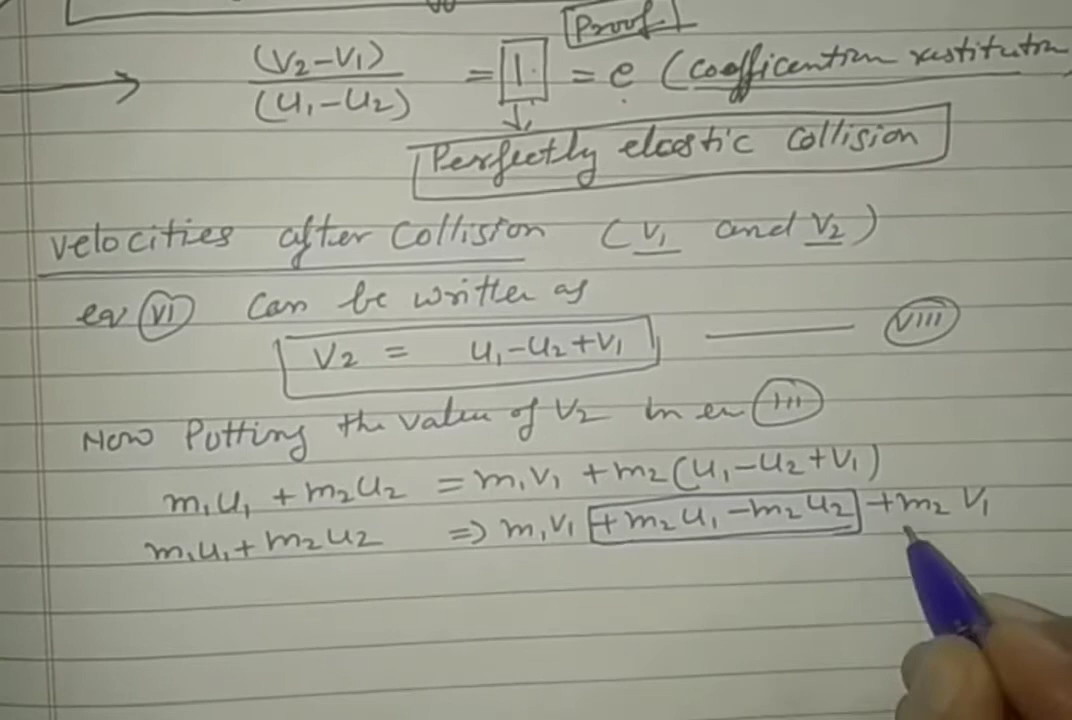 [Proof]
(V2-V1) / (U1-U2) = 1. = e (Coefficention restitution
Perfectly elastic Collision
Velocities after Collision (V1 and V2)
eq (VI) Can be written as
V2 = U1-U2+V1 (VIII)
Now Putting the value of V2 in eq (III)
m1U1 + m2U2 = m1V1 + m2(U1-U2+V1)
m1U1 + m2U2 ⇒ m1V1 + m2U1 - m2U2 + m2V1